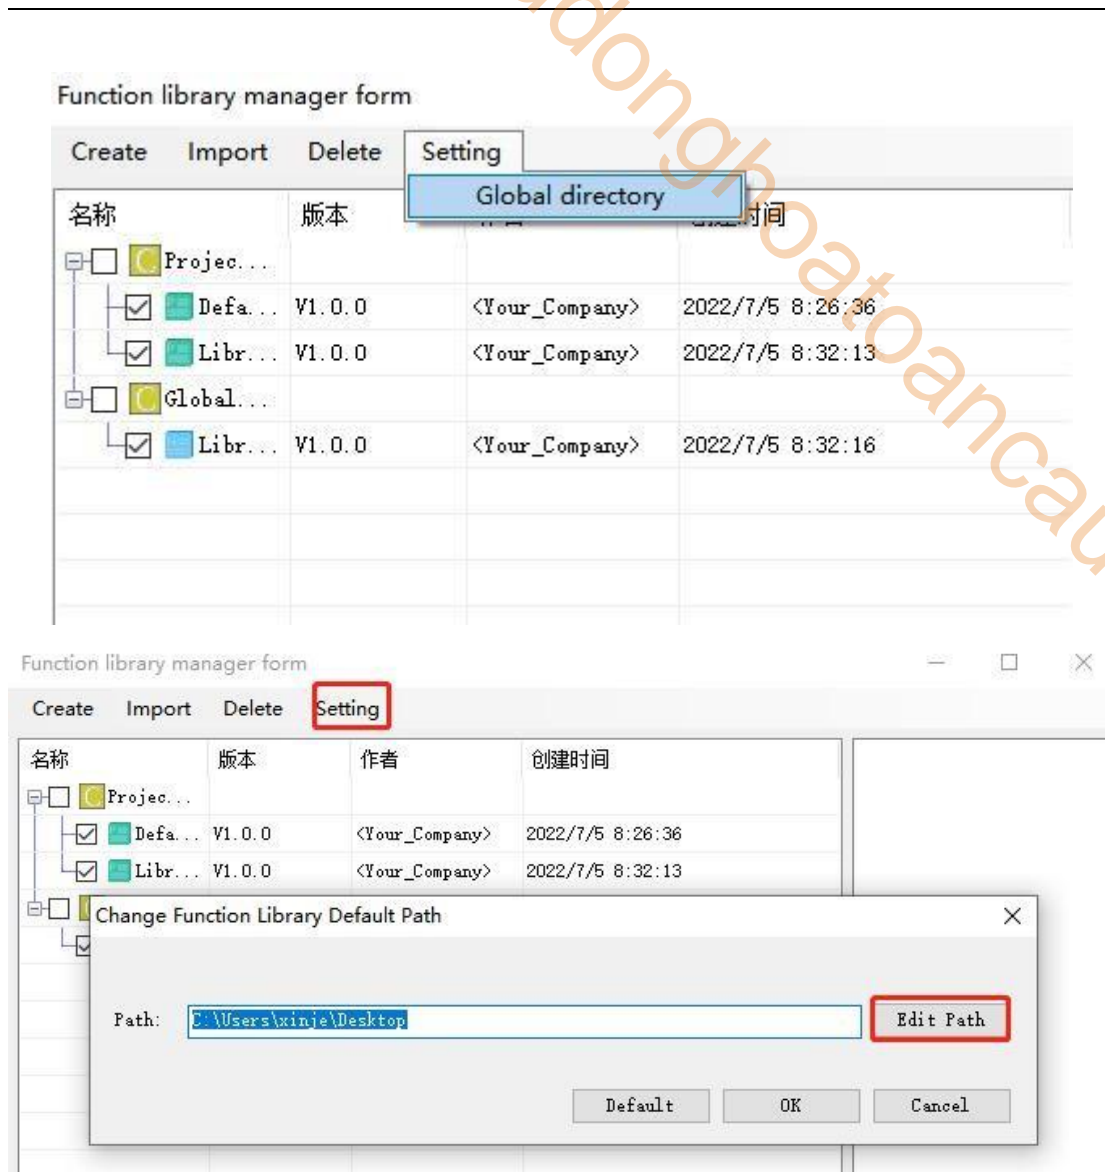 Function library manager form
Create Import Delete Setting
Global directory
名称 版本 时间
Projec...
Defa... V1.0.0 <Your_Company> 2022/7/5 8:26:36
Libr... V1.0.0 <Your_Company> 2022/7/5 8:32:13
Global...
Libr... V1.0.0 <Your_Company> 2022/7/5 8:32:16
Function library manager form
Create Import Delete Setting
名称 版本 作者 创建时间
Projec...
Defa... V1.0.0 <Your_Company> 2022/7/5 8:26:36
Libr... V1.0.0 <Your_Company> 2022/7/5 8:32:13
Change Function Library Default Path
Path: C:\Users\xinje\Desktop Edit Path
Default OK Cancel
donghoatoancau